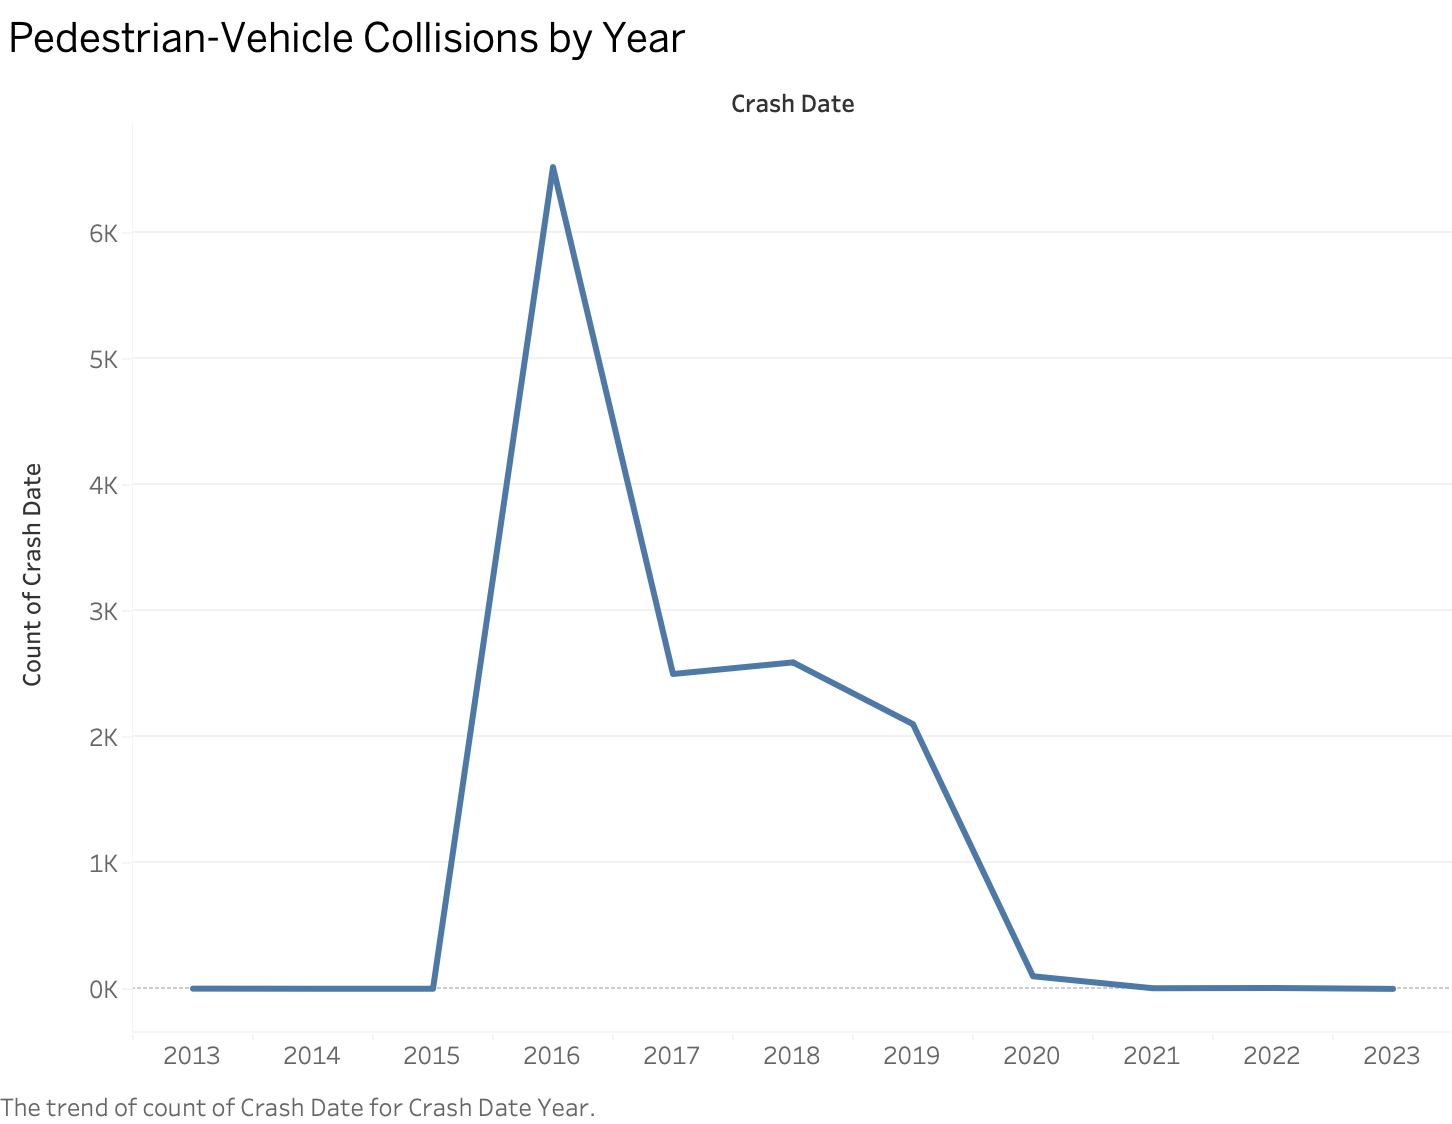 Pedestrian-Vehicle Collisions by Year
Crash Date
Count of Crash Date
6K
5K
4K
3K
2K
1K
0K
2013 2014 2015 2016 2017 2018 2019 2020 2021 2022 2023
The trend of count of Crash Date for Crash Date Year.